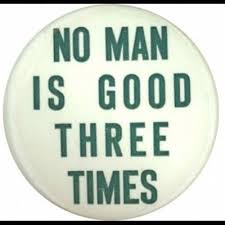 NO MAN
IS GOOD
THREE
TIMES